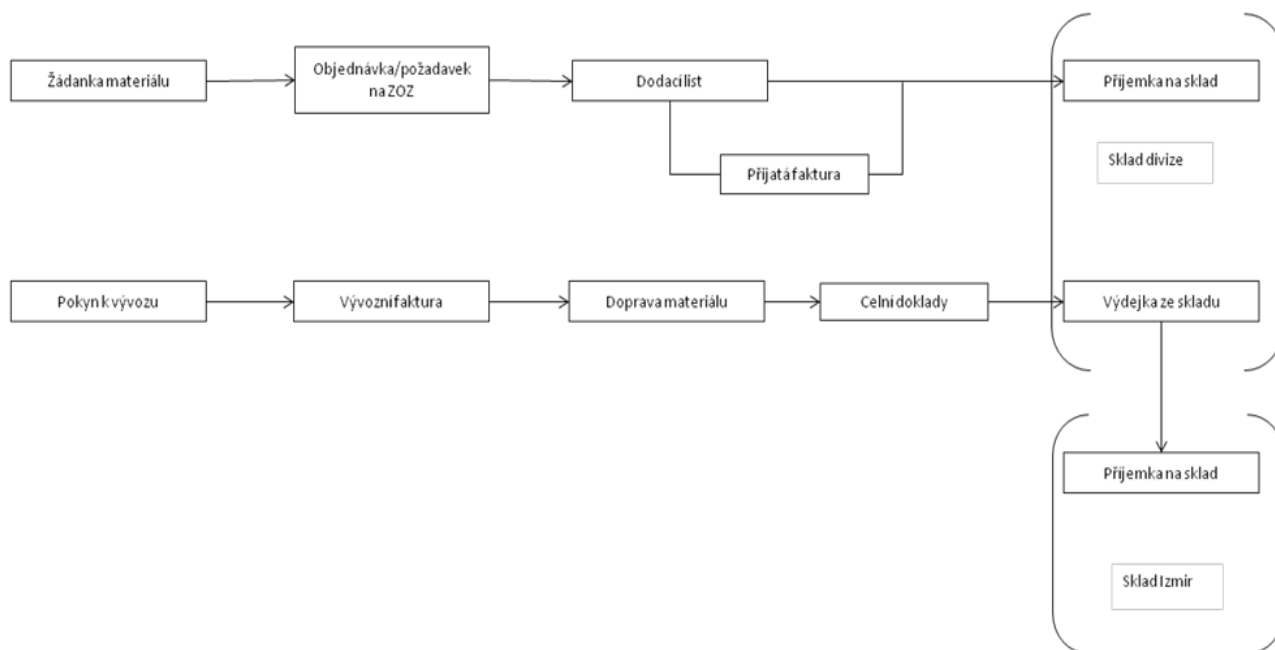 Žádanka materiálu
Objednávka/požadavek
na ZOZ
Dodací list
Příjemka na sklad
Přijatá faktura
Sklad divize
Pokyn k vývozu
Vývozní faktura
Doprava materiálu
Celní doklady
Výdejka ze skladu
Příjemka na sklad
Sklad Izmir